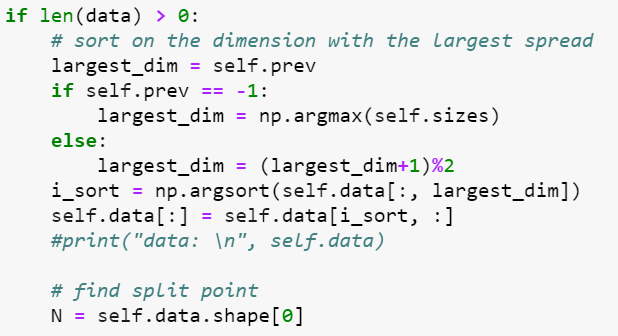 if len(data) > 0:
    # sort on the dimension with the largest spread
    largest_dim = self.prev
    if self.prev == -1:
        largest_dim = np.argmax(self.sizes)
    else:
        largest_dim = (largest_dim+1)%2
    i_sort = np.argsort(self.data[:, largest_dim])
    self.data[:] = self.data[i_sort, :]
    #print("data: \n", self.data)

    # find split point
    N = self.data.shape[0]